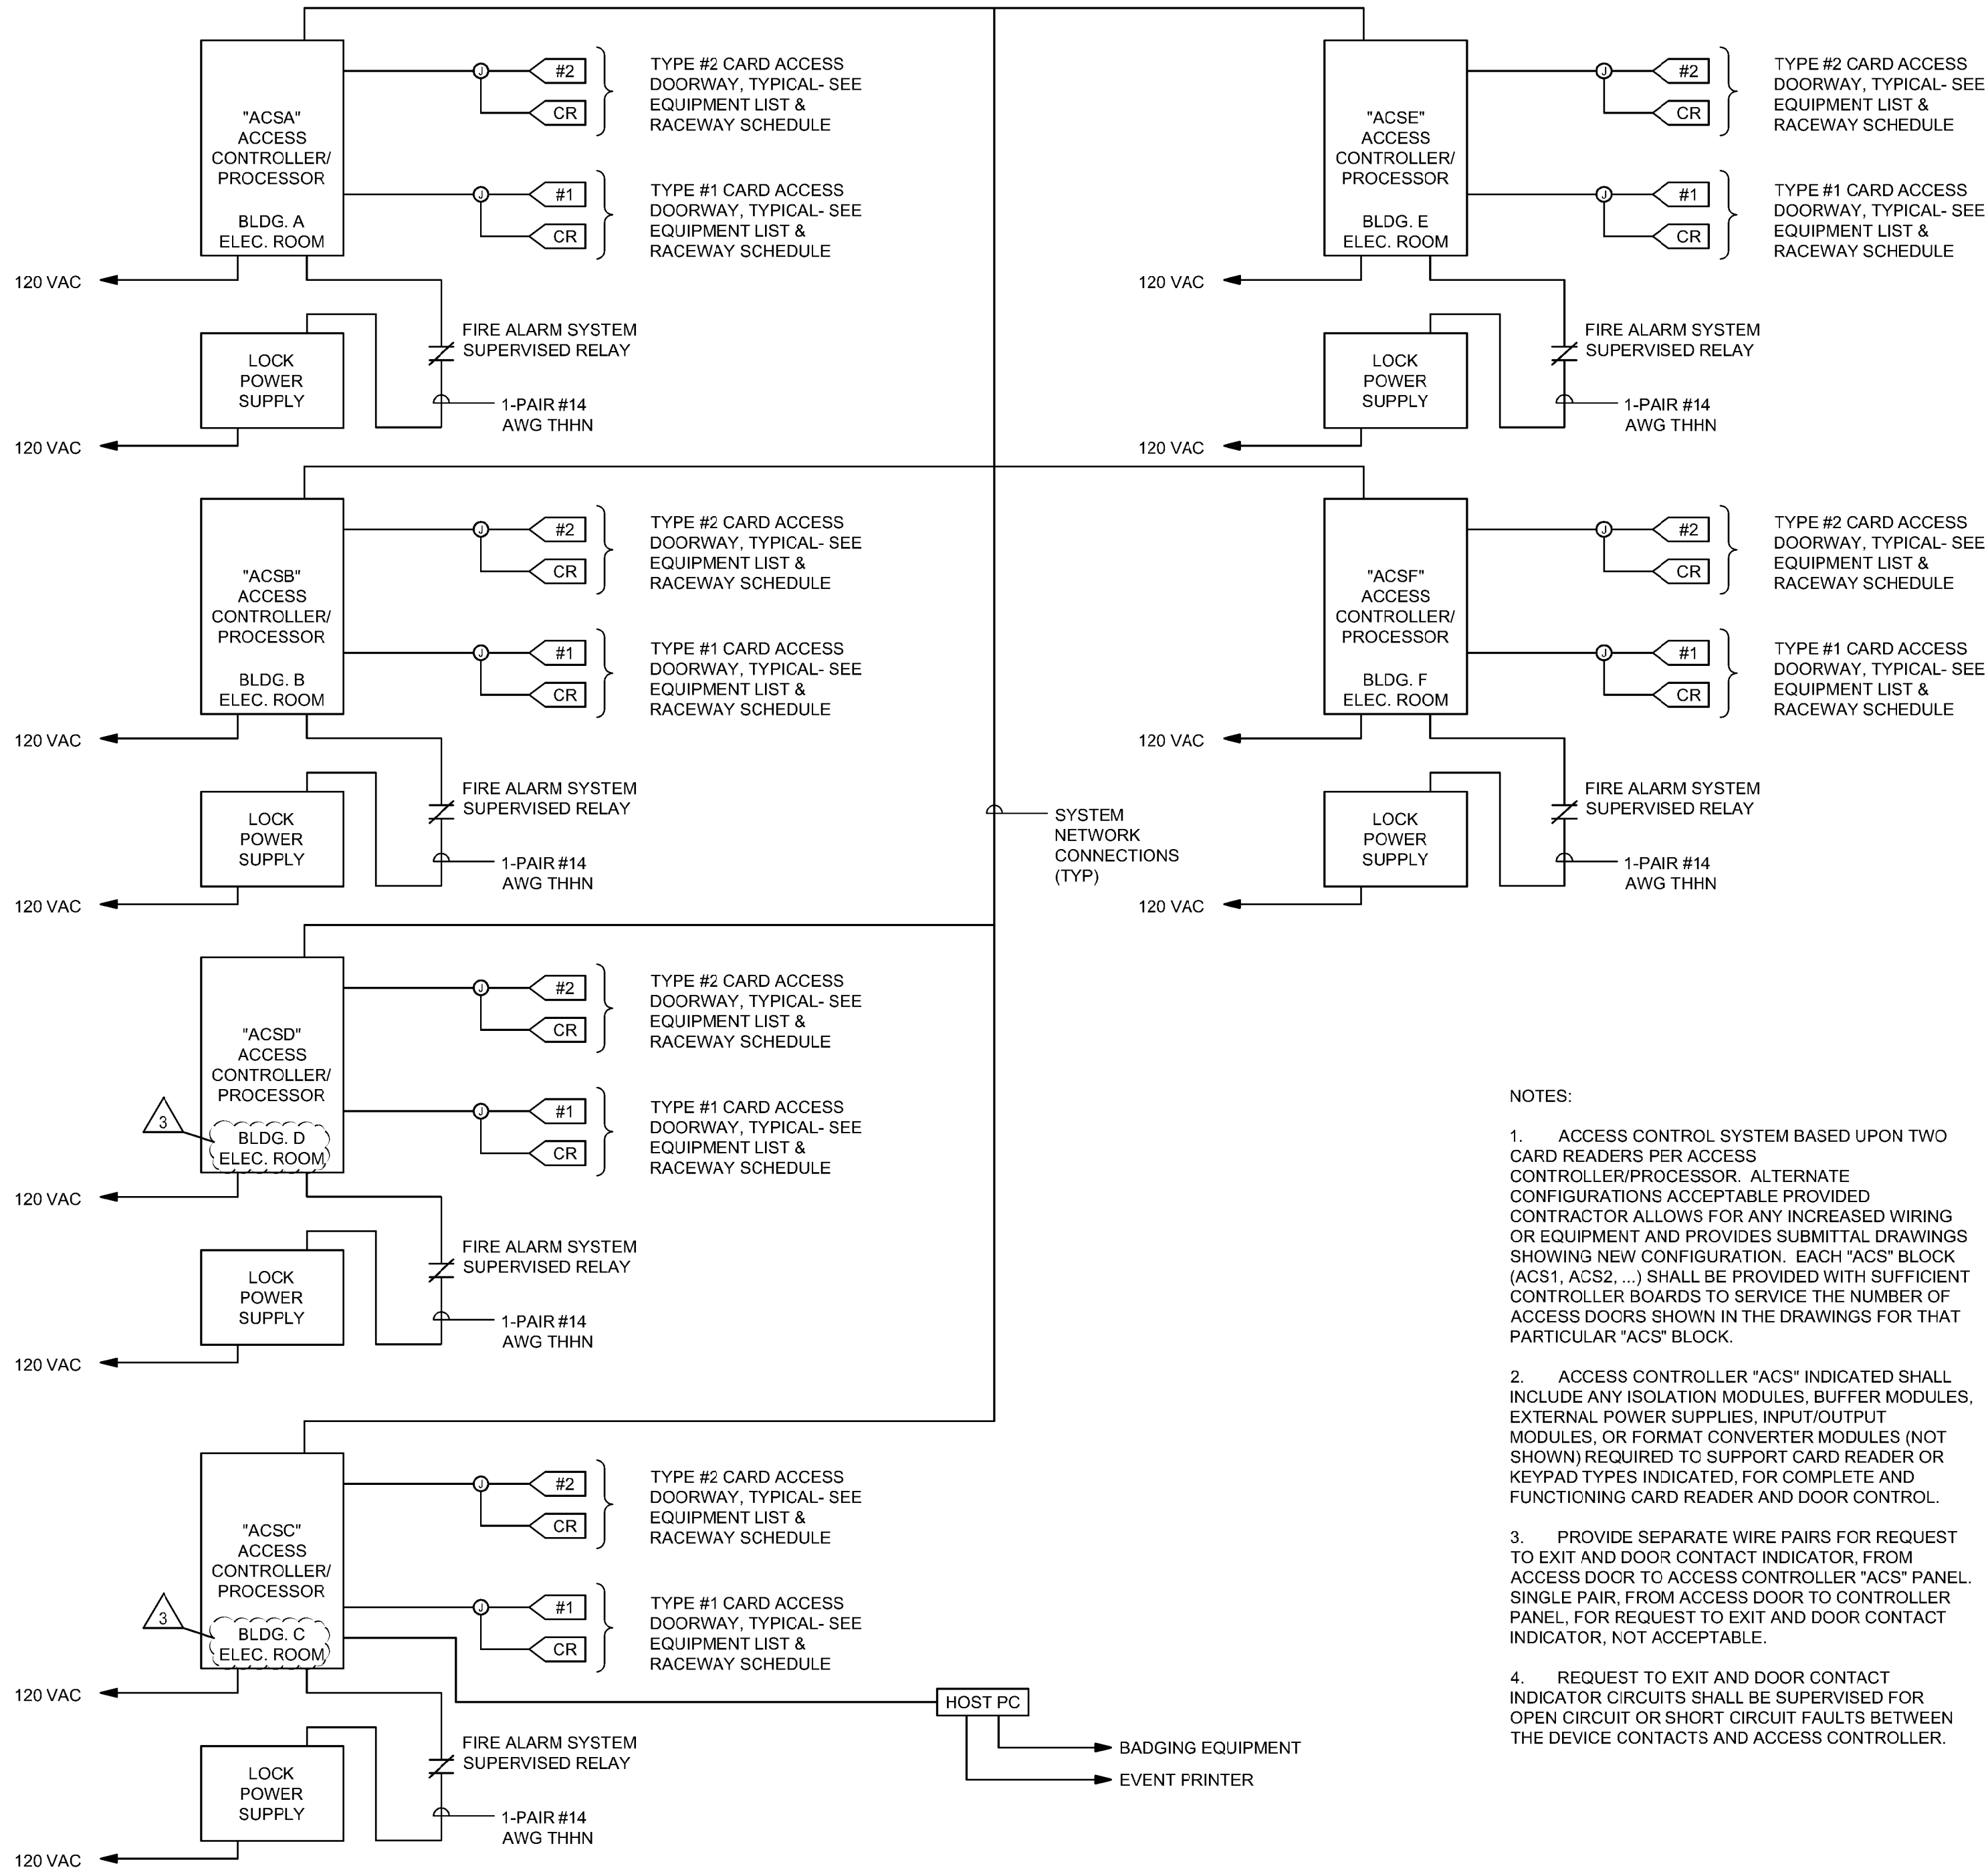 "ACSA"
ACCESS
CONTROLLER/
PROCESSOR
BLDG. A
ELEC. ROOM
J
#2
CR
TYPE #2 CARD ACCESS
DOORWAY, TYPICAL- SEE
EQUIPMENT LIST &
RACEWAY SCHEDULE
J
#1
CR
TYPE #1 CARD ACCESS
DOORWAY, TYPICAL- SEE
EQUIPMENT LIST &
RACEWAY SCHEDULE
120 VAC
FIRE ALARM SYSTEM
SUPERVISED RELAY
LOCK
POWER
SUPPLY
1-PAIR #14
AWG THHN
120 VAC
"ACSE"
ACCESS
CONTROLLER/
PROCESSOR
BLDG. E
ELEC. ROOM
J
#2
CR
TYPE #2 CARD ACCESS
DOORWAY, TYPICAL- SEE
EQUIPMENT LIST &
RACEWAY SCHEDULE
J
#1
CR
TYPE #1 CARD ACCESS
DOORWAY, TYPICAL- SEE
EQUIPMENT LIST &
RACEWAY SCHEDULE
120 VAC
FIRE ALARM SYSTEM
SUPERVISED RELAY
LOCK
POWER
SUPPLY
1-PAIR #14
AWG THHN
120 VAC
"ACSB"
ACCESS
CONTROLLER/
PROCESSOR
BLDG. B
ELEC. ROOM
J
#2
CR
TYPE #2 CARD ACCESS
DOORWAY, TYPICAL- SEE
EQUIPMENT LIST &
RACEWAY SCHEDULE
J
#1
CR
TYPE #1 CARD ACCESS
DOORWAY, TYPICAL- SEE
EQUIPMENT LIST &
RACEWAY SCHEDULE
120 VAC
FIRE ALARM SYSTEM
SUPERVISED RELAY
LOCK
POWER
SUPPLY
1-PAIR #14
AWG THHN
120 VAC
SYSTEM
NETWORK
CONNECTIONS
(TYP)
"ACSF"
ACCESS
CONTROLLER/
PROCESSOR
BLDG. F
ELEC. ROOM
J
#2
CR
TYPE #2 CARD ACCESS
DOORWAY, TYPICAL- SEE
EQUIPMENT LIST &
RACEWAY SCHEDULE
J
#1
CR
TYPE #1 CARD ACCESS
DOORWAY, TYPICAL- SEE
EQUIPMENT LIST &
RACEWAY SCHEDULE
120 VAC
FIRE ALARM SYSTEM
SUPERVISED RELAY
LOCK
POWER
SUPPLY
1-PAIR #14
AWG THHN
120 VAC
"ACSD"
ACCESS
CONTROLLER/
PROCESSOR
3
BLDG. D
ELEC. ROOM
J
#2
CR
TYPE #2 CARD ACCESS
DOORWAY, TYPICAL- SEE
EQUIPMENT LIST &
RACEWAY SCHEDULE
J
#1
CR
TYPE #1 CARD ACCESS
DOORWAY, TYPICAL- SEE
EQUIPMENT LIST &
RACEWAY SCHEDULE
120 VAC
FIRE ALARM SYSTEM
SUPERVISED RELAY
LOCK
POWER
SUPPLY
1-PAIR #14
AWG THHN
120 VAC
"ACSC"
ACCESS
CONTROLLER/
PROCESSOR
3
BLDG. C
ELEC. ROOM
J
#2
CR
TYPE #2 CARD ACCESS
DOORWAY, TYPICAL- SEE
EQUIPMENT LIST &
RACEWAY SCHEDULE
J
#1
CR
TYPE #1 CARD ACCESS
DOORWAY, TYPICAL- SEE
EQUIPMENT LIST &
RACEWAY SCHEDULE
120 VAC
FIRE ALARM SYSTEM
SUPERVISED RELAY
LOCK
POWER
SUPPLY
1-PAIR #14
AWG THHN
120 VAC
HOST PC
BADGING EQUIPMENT
EVENT PRINTER
NOTES:
1. ACCESS CONTROL SYSTEM BASED UPON TWO
CARD READERS PER ACCESS
CONTROLLER/PROCESSOR. ALTERNATE
CONFIGURATIONS ACCEPTABLE PROVIDED
CONTRACTOR ALLOWS FOR ANY INCREASED WIRING
OR EQUIPMENT AND PROVIDES SUBMITTAL DRAWINGS
SHOWING NEW CONFIGURATION. EACH "ACS" BLOCK
(ACS1, ACS2, ...) SHALL BE PROVIDED WITH SUFFICIENT
CONTROLLER BOARDS TO SERVICE THE NUMBER OF
ACCESS DOORS SHOWN IN THE DRAWINGS FOR THAT
PARTICULAR "ACS" BLOCK.
2. ACCESS CONTROLLER "ACS" INDICATED SHALL
INCLUDE ANY ISOLATION MODULES, BUFFER MODULES,
EXTERNAL POWER SUPPLIES, INPUT/OUTPUT
MODULES, OR FORMAT CONVERTER MODULES (NOT
SHOWN) REQUIRED TO SUPPORT CARD READER OR
KEYPAD TYPES INDICATED, FOR COMPLETE AND
FUNCTIONING CARD READER AND DOOR CONTROL.
3. PROVIDE SEPARATE WIRE PAIRS FOR REQUEST
TO EXIT AND DOOR CONTACT INDICATOR, FROM
ACCESS DOOR TO ACCESS CONTROLLER "ACS" PANEL.
SINGLE PAIR, FROM ACCESS DOOR TO CONTROLLER
PANEL, FOR REQUEST TO EXIT AND DOOR CONTACT
INDICATOR, NOT ACCEPTABLE.
4. REQUEST TO EXIT AND DOOR CONTACT
INDICATOR CIRCUITS SHALL BE SUPERVISED FOR
OPEN CIRCUIT OR SHORT CIRCUIT FAULTS BETWEEN
THE DEVICE CONTACTS AND ACCESS CONTROLLER.